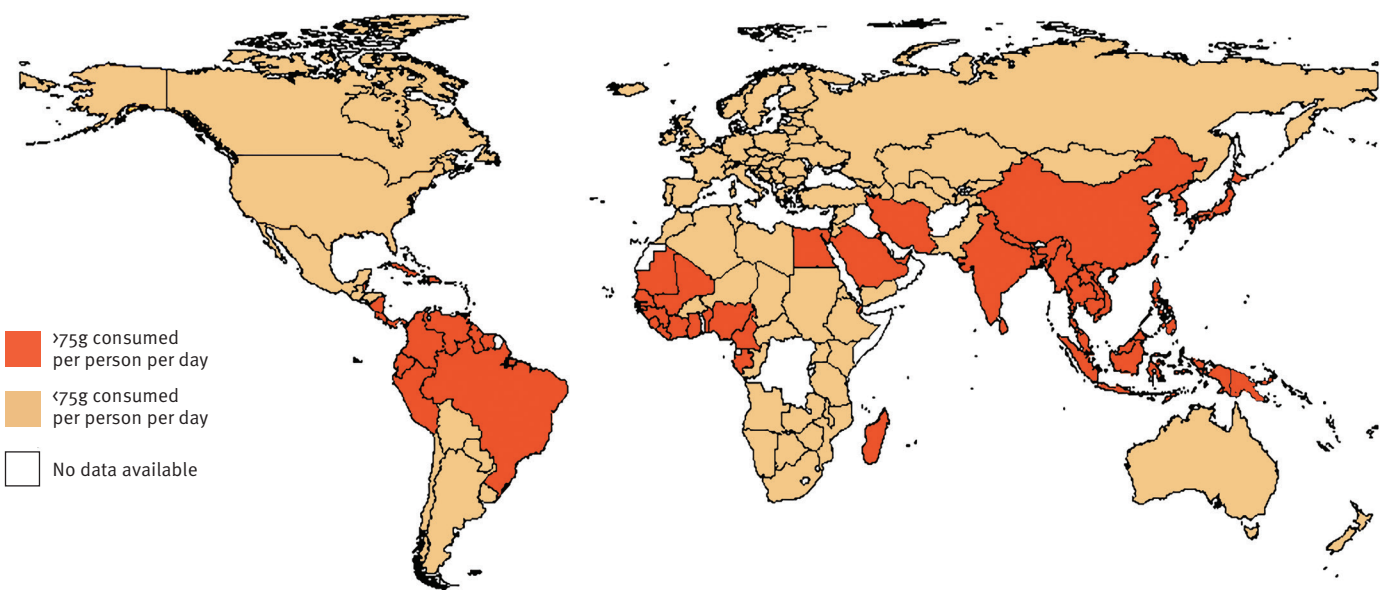 >75g consumed
per person per day
<75g consumed
per person per day
No data available